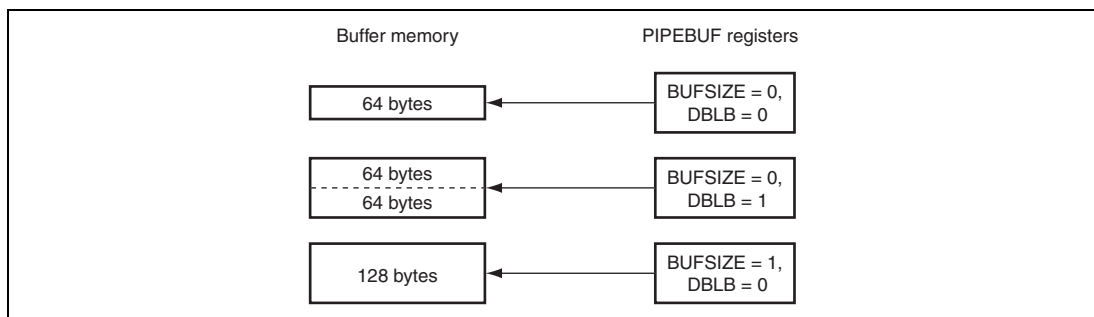 Buffer memory
PIPEBUF registers
64 bytes
BUFSIZE = 0,
DBLB = 0
64 bytes
64 bytes
BUFSIZE = 0,
DBLB = 1
128 bytes
BUFSIZE = 1,
DBLB = 0